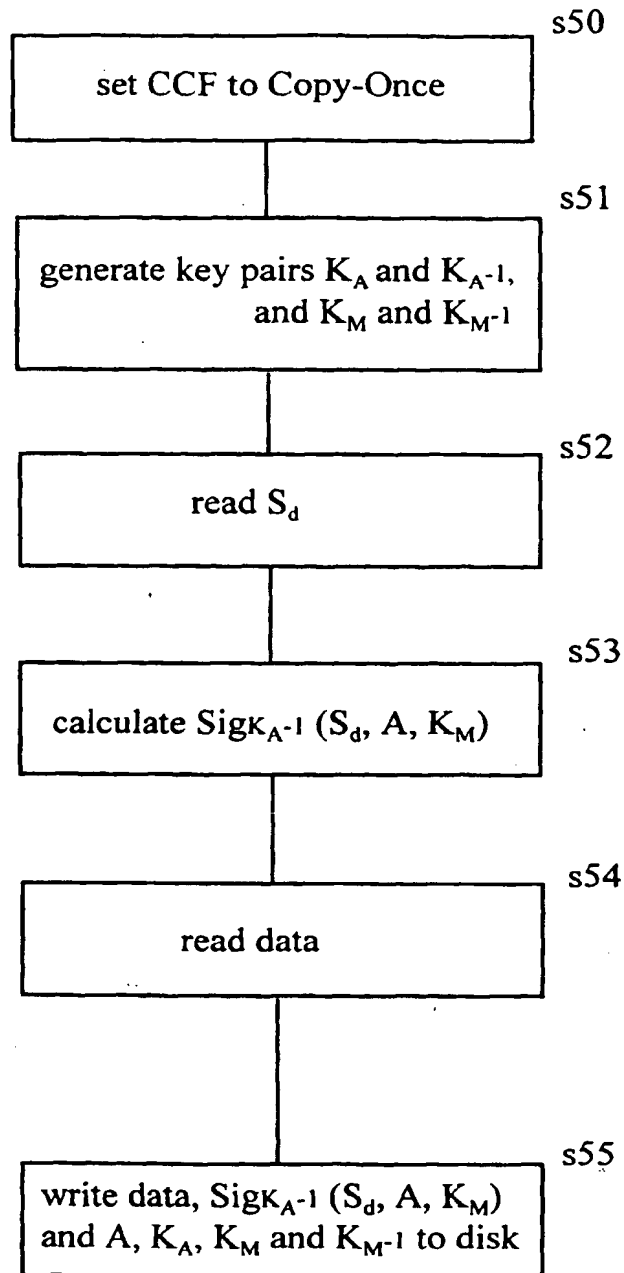 s50
set CCF to Copy-Once
s51
generate key pairs K_A and K_A-1,
and K_M and K_M-1
s52
read S_d
s53
calculate SigK_A-1 (S_d, A, K_M)
s54
read data
s55
write data, SigK_A-1 (S_d, A, K_M)
and A, K_A, K_M and K_M-1 to disk